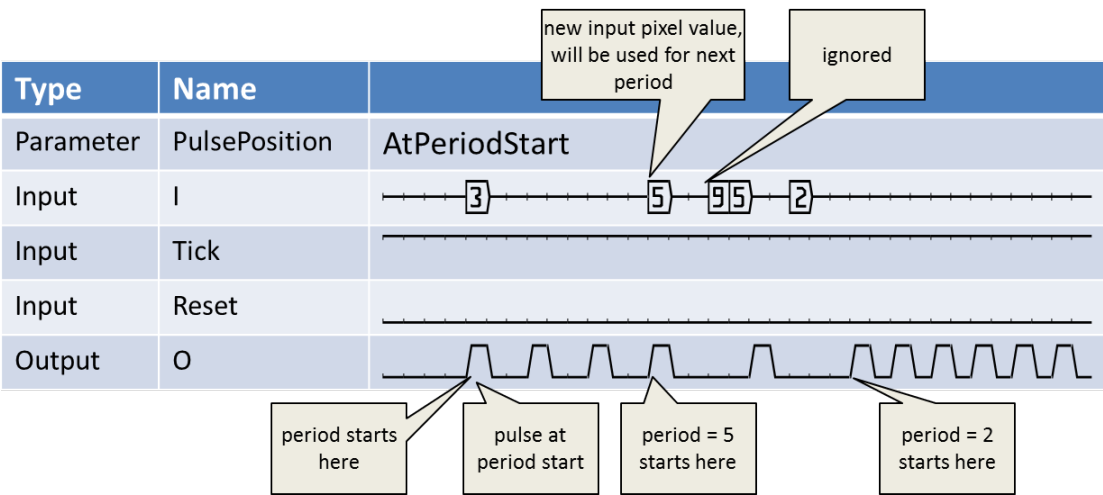 new input pixel value,
will be used for next
period
ignored
Type Name
Parameter PulsePosition AtPeriodStart
Input I 3 5 9 5 2
Input Tick
Input Reset
Output O
period starts
here
pulse at
period start
period = 5
starts here
period = 2
starts here